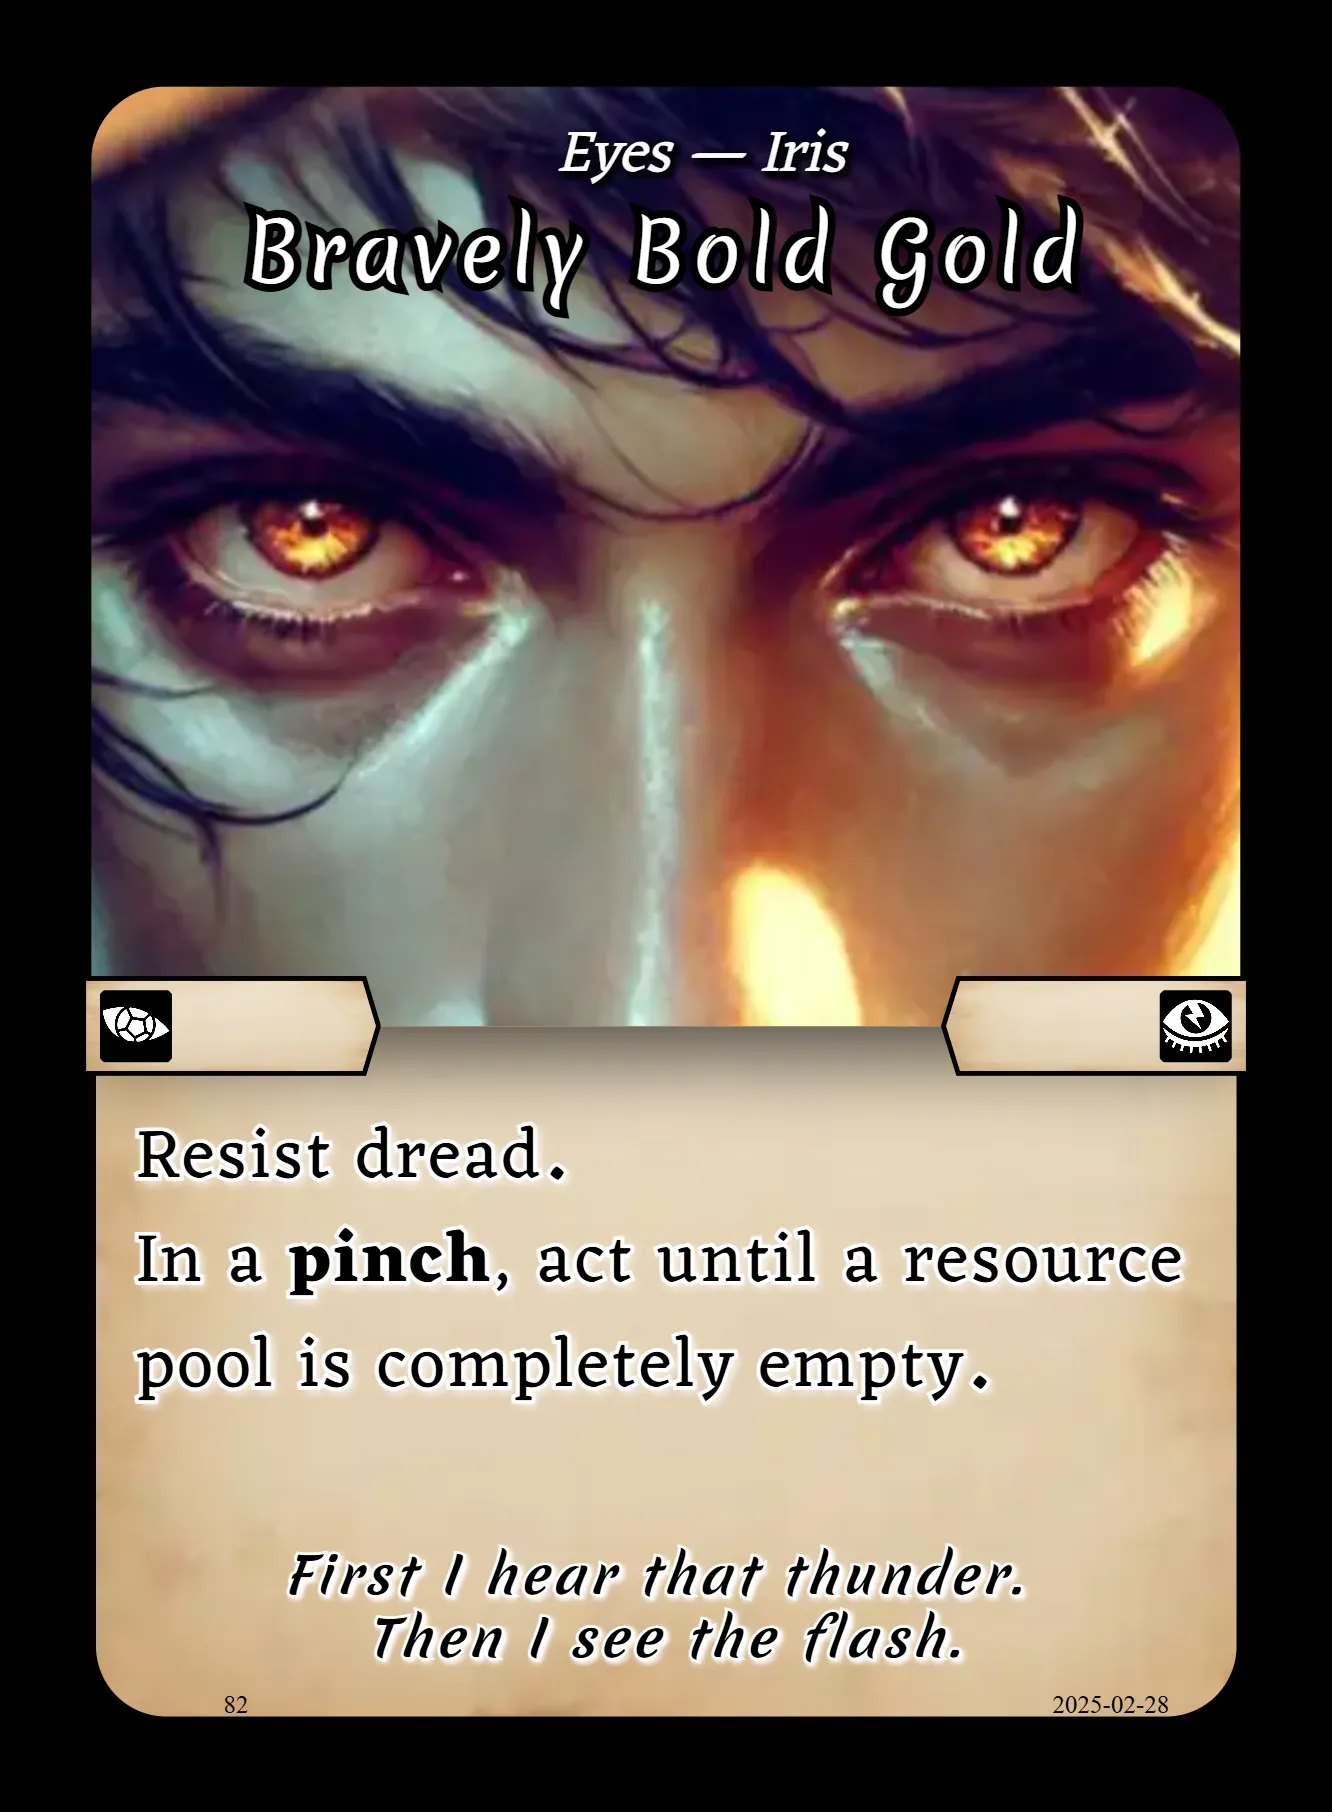 Eyes — Iris
Bravely Bold Gold
Resist dread.
In a pinch, act until a resource
pool is completely empty.
First I hear that thunder.
Then I see the flash.
82
2025-02-28